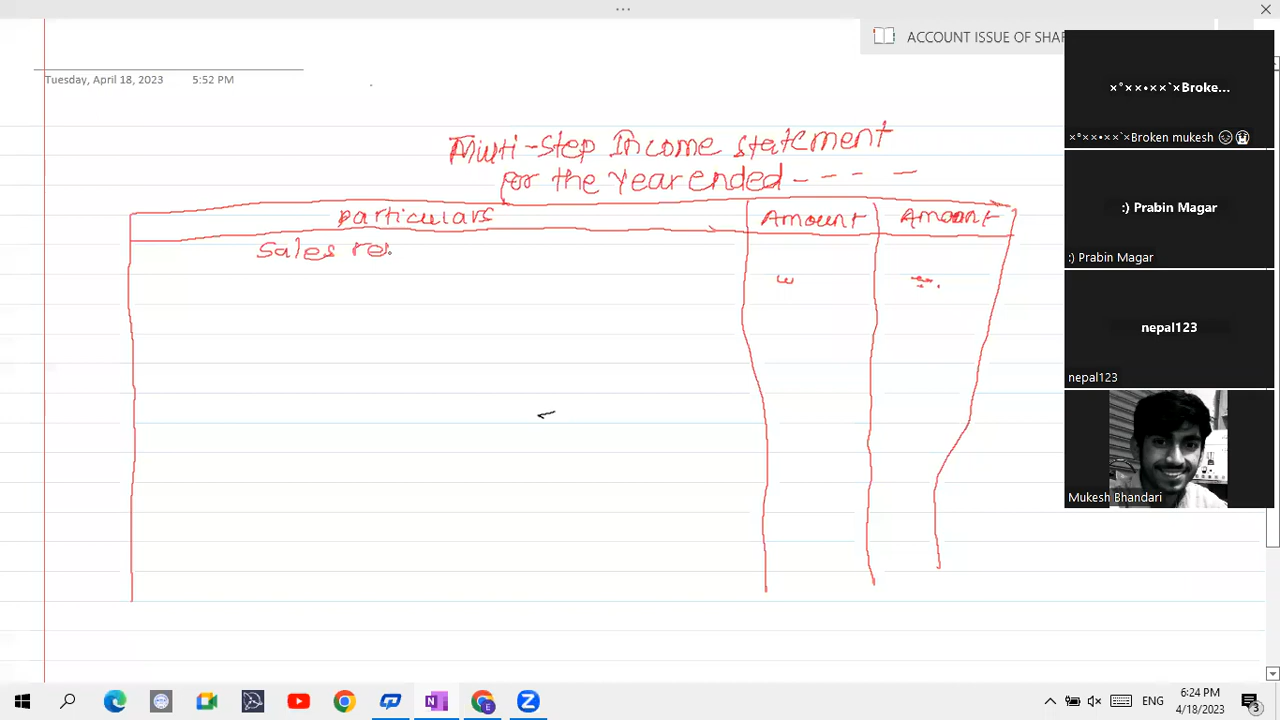 ACCOUNT ISSUE OF SHAR
Tuesday, April 18, 2023 5:52 PM
Multi-Step Income statement
for the Year ended - - - -
particulars Amount Amount
Sales re
×°××•××`×Broke...
×°××•××`×Broken mukesh
:) Prabin Magar
:) Prabin Magar
nepal123
nepal123
Mukesh Bhandari
ENG
6:24 PM
4/18/2023
3